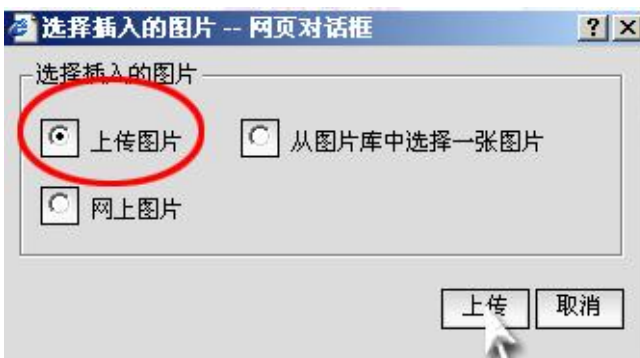 选择插入的图片 -- 网页对话框
选择插入的图片
上传图片 从图片库中选择一张图片
网上图片
上传 取消